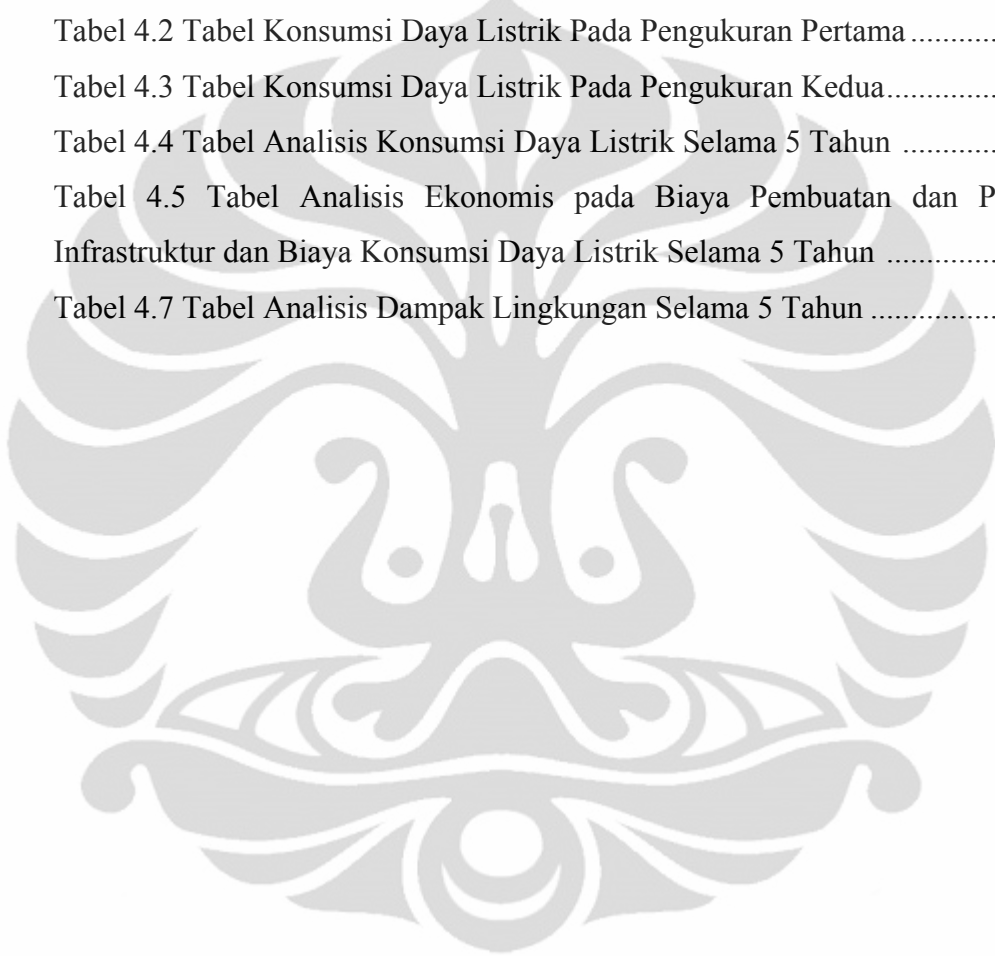 Tabel 4.2 Tabel Konsumsi Daya Listrik Pada Pengukuran Pertama ...........
Tabel 4.3 Tabel Konsumsi Daya Listrik Pada Pengukuran Kedua..............
Tabel 4.4 Tabel Analisis Konsumsi Daya Listrik Selama 5 Tahun ............
Tabel 4.5 Tabel Analisis Ekonomis pada Biaya Pembuatan dan P
Infrastruktur dan Biaya Konsumsi Daya Listrik Selama 5 Tahun ..............
Tabel 4.7 Tabel Analisis Dampak Lingkungan Selama 5 Tahun ................